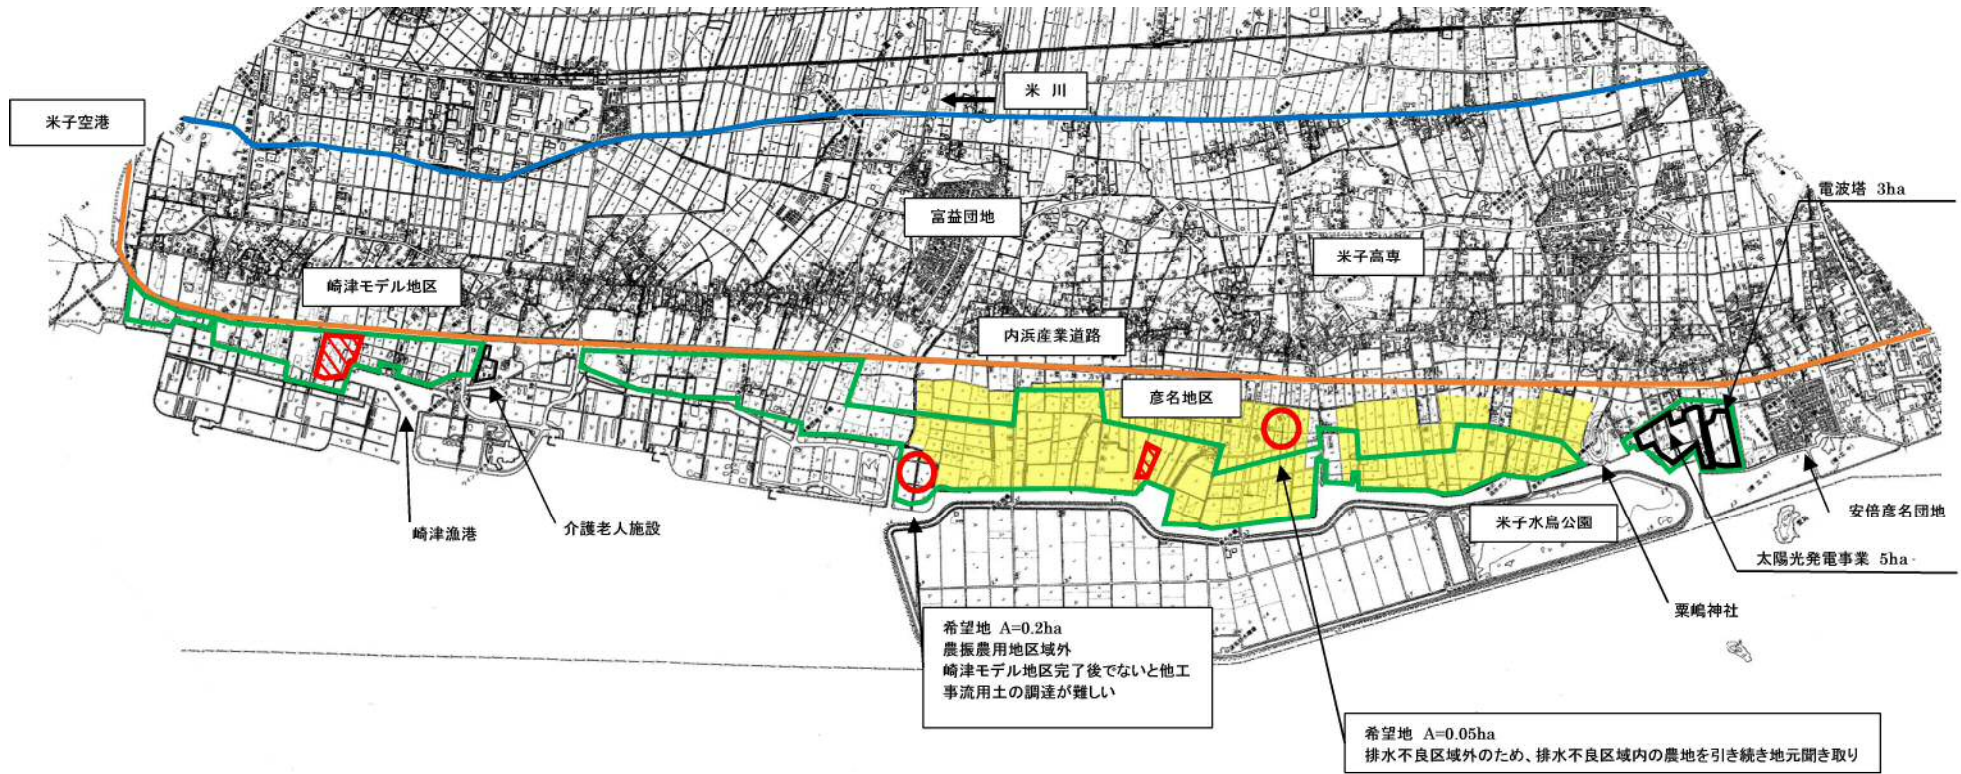 米 川
米子空港
電波塔 3ha
富益団地
米子高専
崎津モデル地区
内浜産業道路
彦名地区
崎津漁港
介護老人施設
米子水鳥公園
安倍彦名団地
太陽光発電事業 5ha
粟嶋神社
希望地 A=0.2ha
農振農用地区域外
崎津モデル地区完了後でないと他工
事流用土の調達が難しい
希望地 A=0.05ha
排水不良区域外のため、排水不良区域内の農地を引き続き地元聞き取り